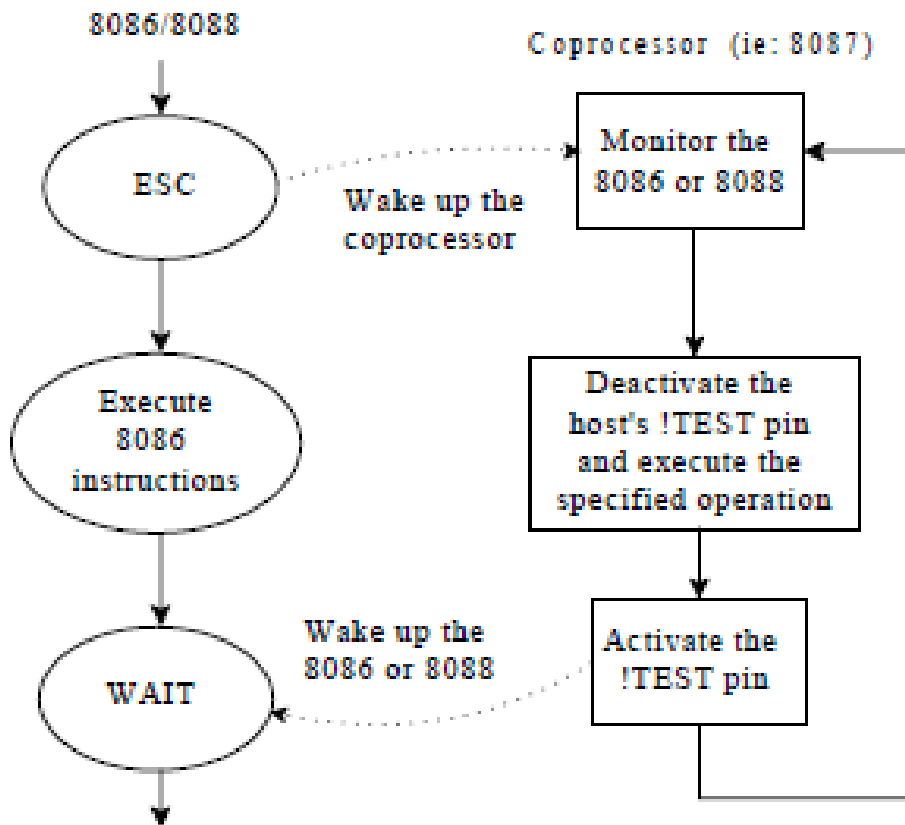 8086/8088
Coprocessor (ie: 8087)
ESC
Wake up the
coprocessor
Monitor the
8086 or 8088
Execute
8086
instructions
Deactivate the
host's !TEST pin
and execute the
specified operation
WAIT
Wake up the
8086 or 8088
Activate the
!TEST pin